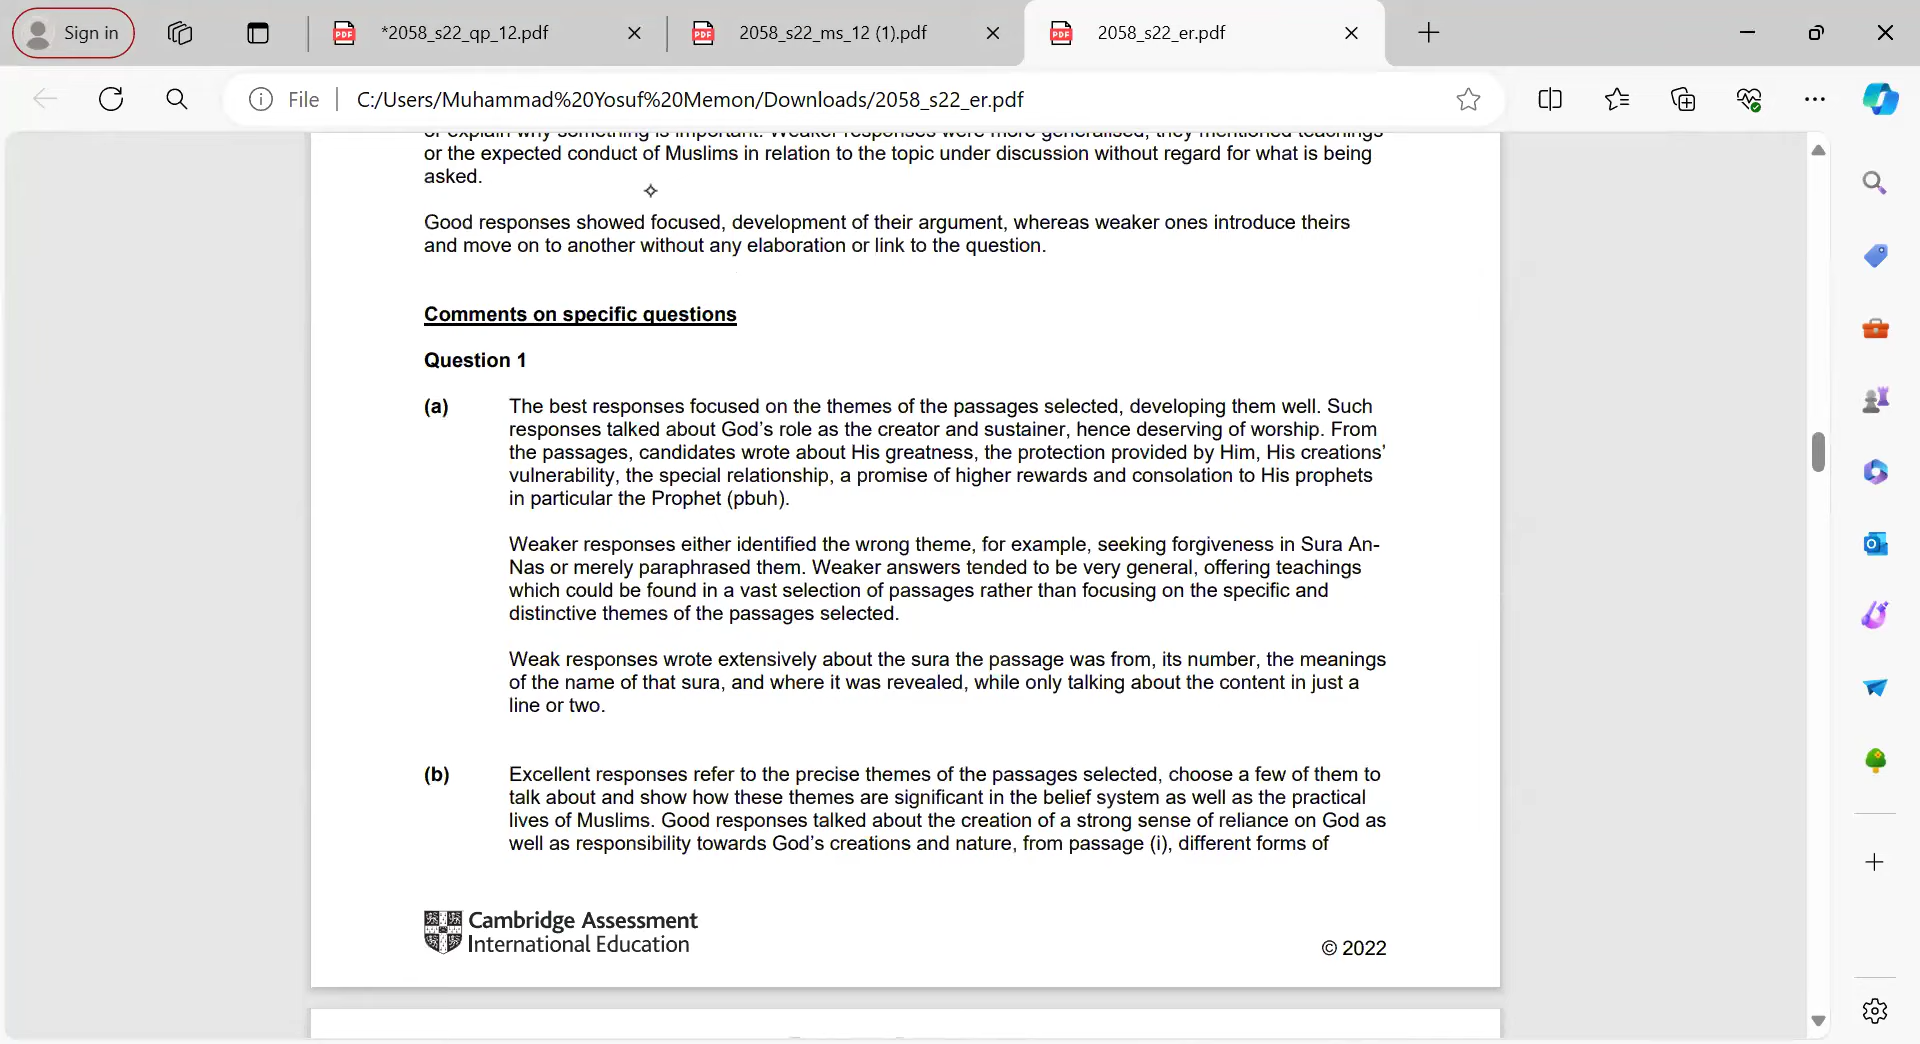 Sign in
*2058_s22_qp_12.pdf
2058_s22_ms_12 (1).pdf
2058_s22_er.pdf
File
C:/Users/Muhammad%20Yosuf%20Memon/Downloads/2058_s22_er.pdf
or explain why something is important. Weaker responses were more generalised, they mentioned teachings
or the expected conduct of Muslims in relation to the topic under discussion without regard for what is being
asked.
Good responses showed focused, development of their argument, whereas weaker ones introduce theirs
and move on to another without any elaboration or link to the question.
Comments on specific questions
Question 1
(a) The best responses focused on the themes of the passages selected, developing them well. Such
responses talked about God's role as the creator and sustainer, hence deserving of worship. From
the passages, candidates wrote about His greatness, the protection provided by Him, His creations'
vulnerability, the special relationship, a promise of higher rewards and consolation to His prophets
in particular the Prophet (pbuh).
Weaker responses either identified the wrong theme, for example, seeking forgiveness in Sura An-
Nas or merely paraphrased them. Weaker answers tended to be very general, offering teachings
which could be found in a vast selection of passages rather than focusing on the specific and
distinctive themes of the passages selected.
Weak responses wrote extensively about the sura the passage was from, its number, the meanings
of the name of that sura, and where it was revealed, while only talking about the content in just a
line or two.
(b) Excellent responses refer to the precise themes of the passages selected, choose a few of them to
talk about and show how these themes are significant in the belief system as well as the practical
lives of Muslims. Good responses talked about the creation of a strong sense of reliance on God as
well as responsibility towards God's creations and nature, from passage (i), different forms of
Cambridge Assessment
International Education
© 2022